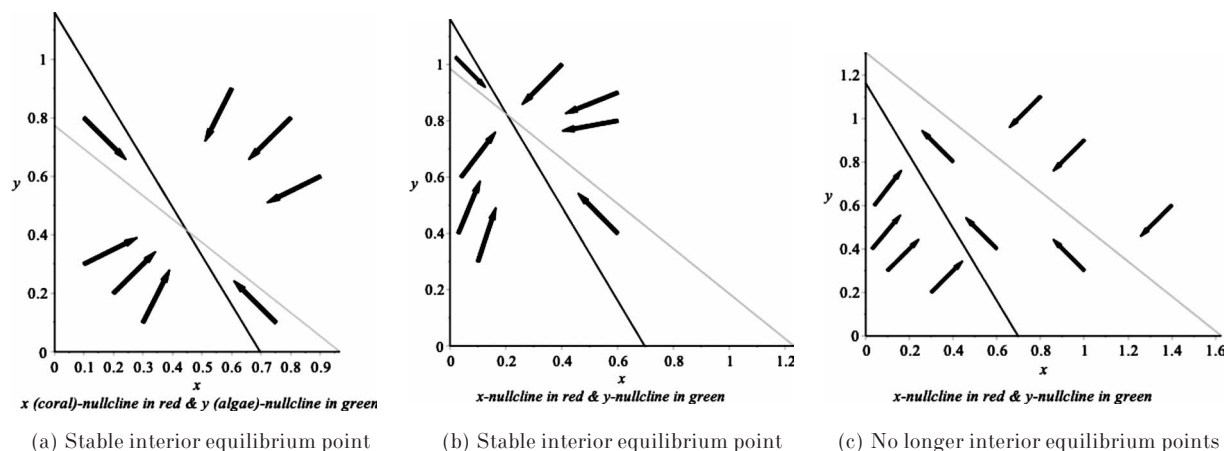 1
0.8
y
0.6
0.4
0.2
0
0 0.1 0.2 0.3 0.4 0.5 0.6 0.7 0.8 0.9
x
x (coral)-nullcline in red & y (algae)-nullcline in green
(a) Stable interior equilibrium point
1
0.8
y
0.6
0.4
0.2
0
0 0.2 0.4 0.6 0.8 1 1.2
x
x-nullcline in red & y-nullcline in green
(b) Stable interior equilibrium point
1.2
1
0.8
y
0.6
0.4
0.2
0
0 0.2 0.4 0.6 0.8 1 1.2 1.4 1.6
x
x-nullcline in red & y-nullcline in green
(c) No longer interior equilibrium points